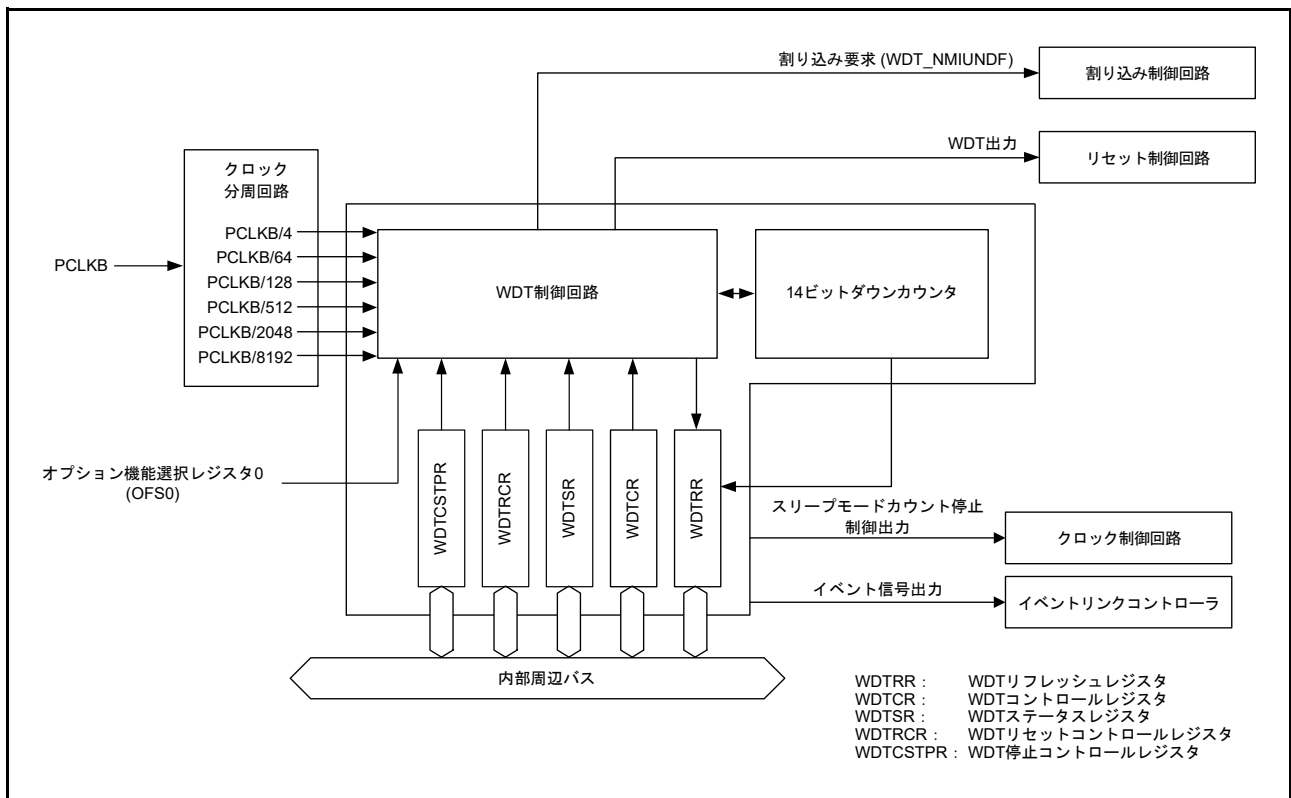 割り込み要求 (WDT_NMIUNDF)
割り込み制御回路
WDT出力
リセット制御回路
クロック
分周回路
PCLKB
PCLKB/4
PCLKB/64
PCLKB/128
PCLKB/512
PCLKB/2048
PCLKB/8192
WDT制御回路
14ビットダウンカウンタ
オプション機能選択レジスタ0
(OFS0)
WDTCSTPR
WDTRCR
WDTSR
WDTCR
WDTRR
スリープモードカウント停止
制御出力
クロック制御回路
イベント信号出力
イベントリンクコントローラ
内部周辺バス
WDTRR： WDTリフレッシュレジスタ
WDTCR： WDTコントロールレジスタ
WDTSR： WDTステータスレジスタ
WDTRCR： WDTリセットコントロールレジスタ
WDTCSTPR： WDT停止コントロールレジスタ